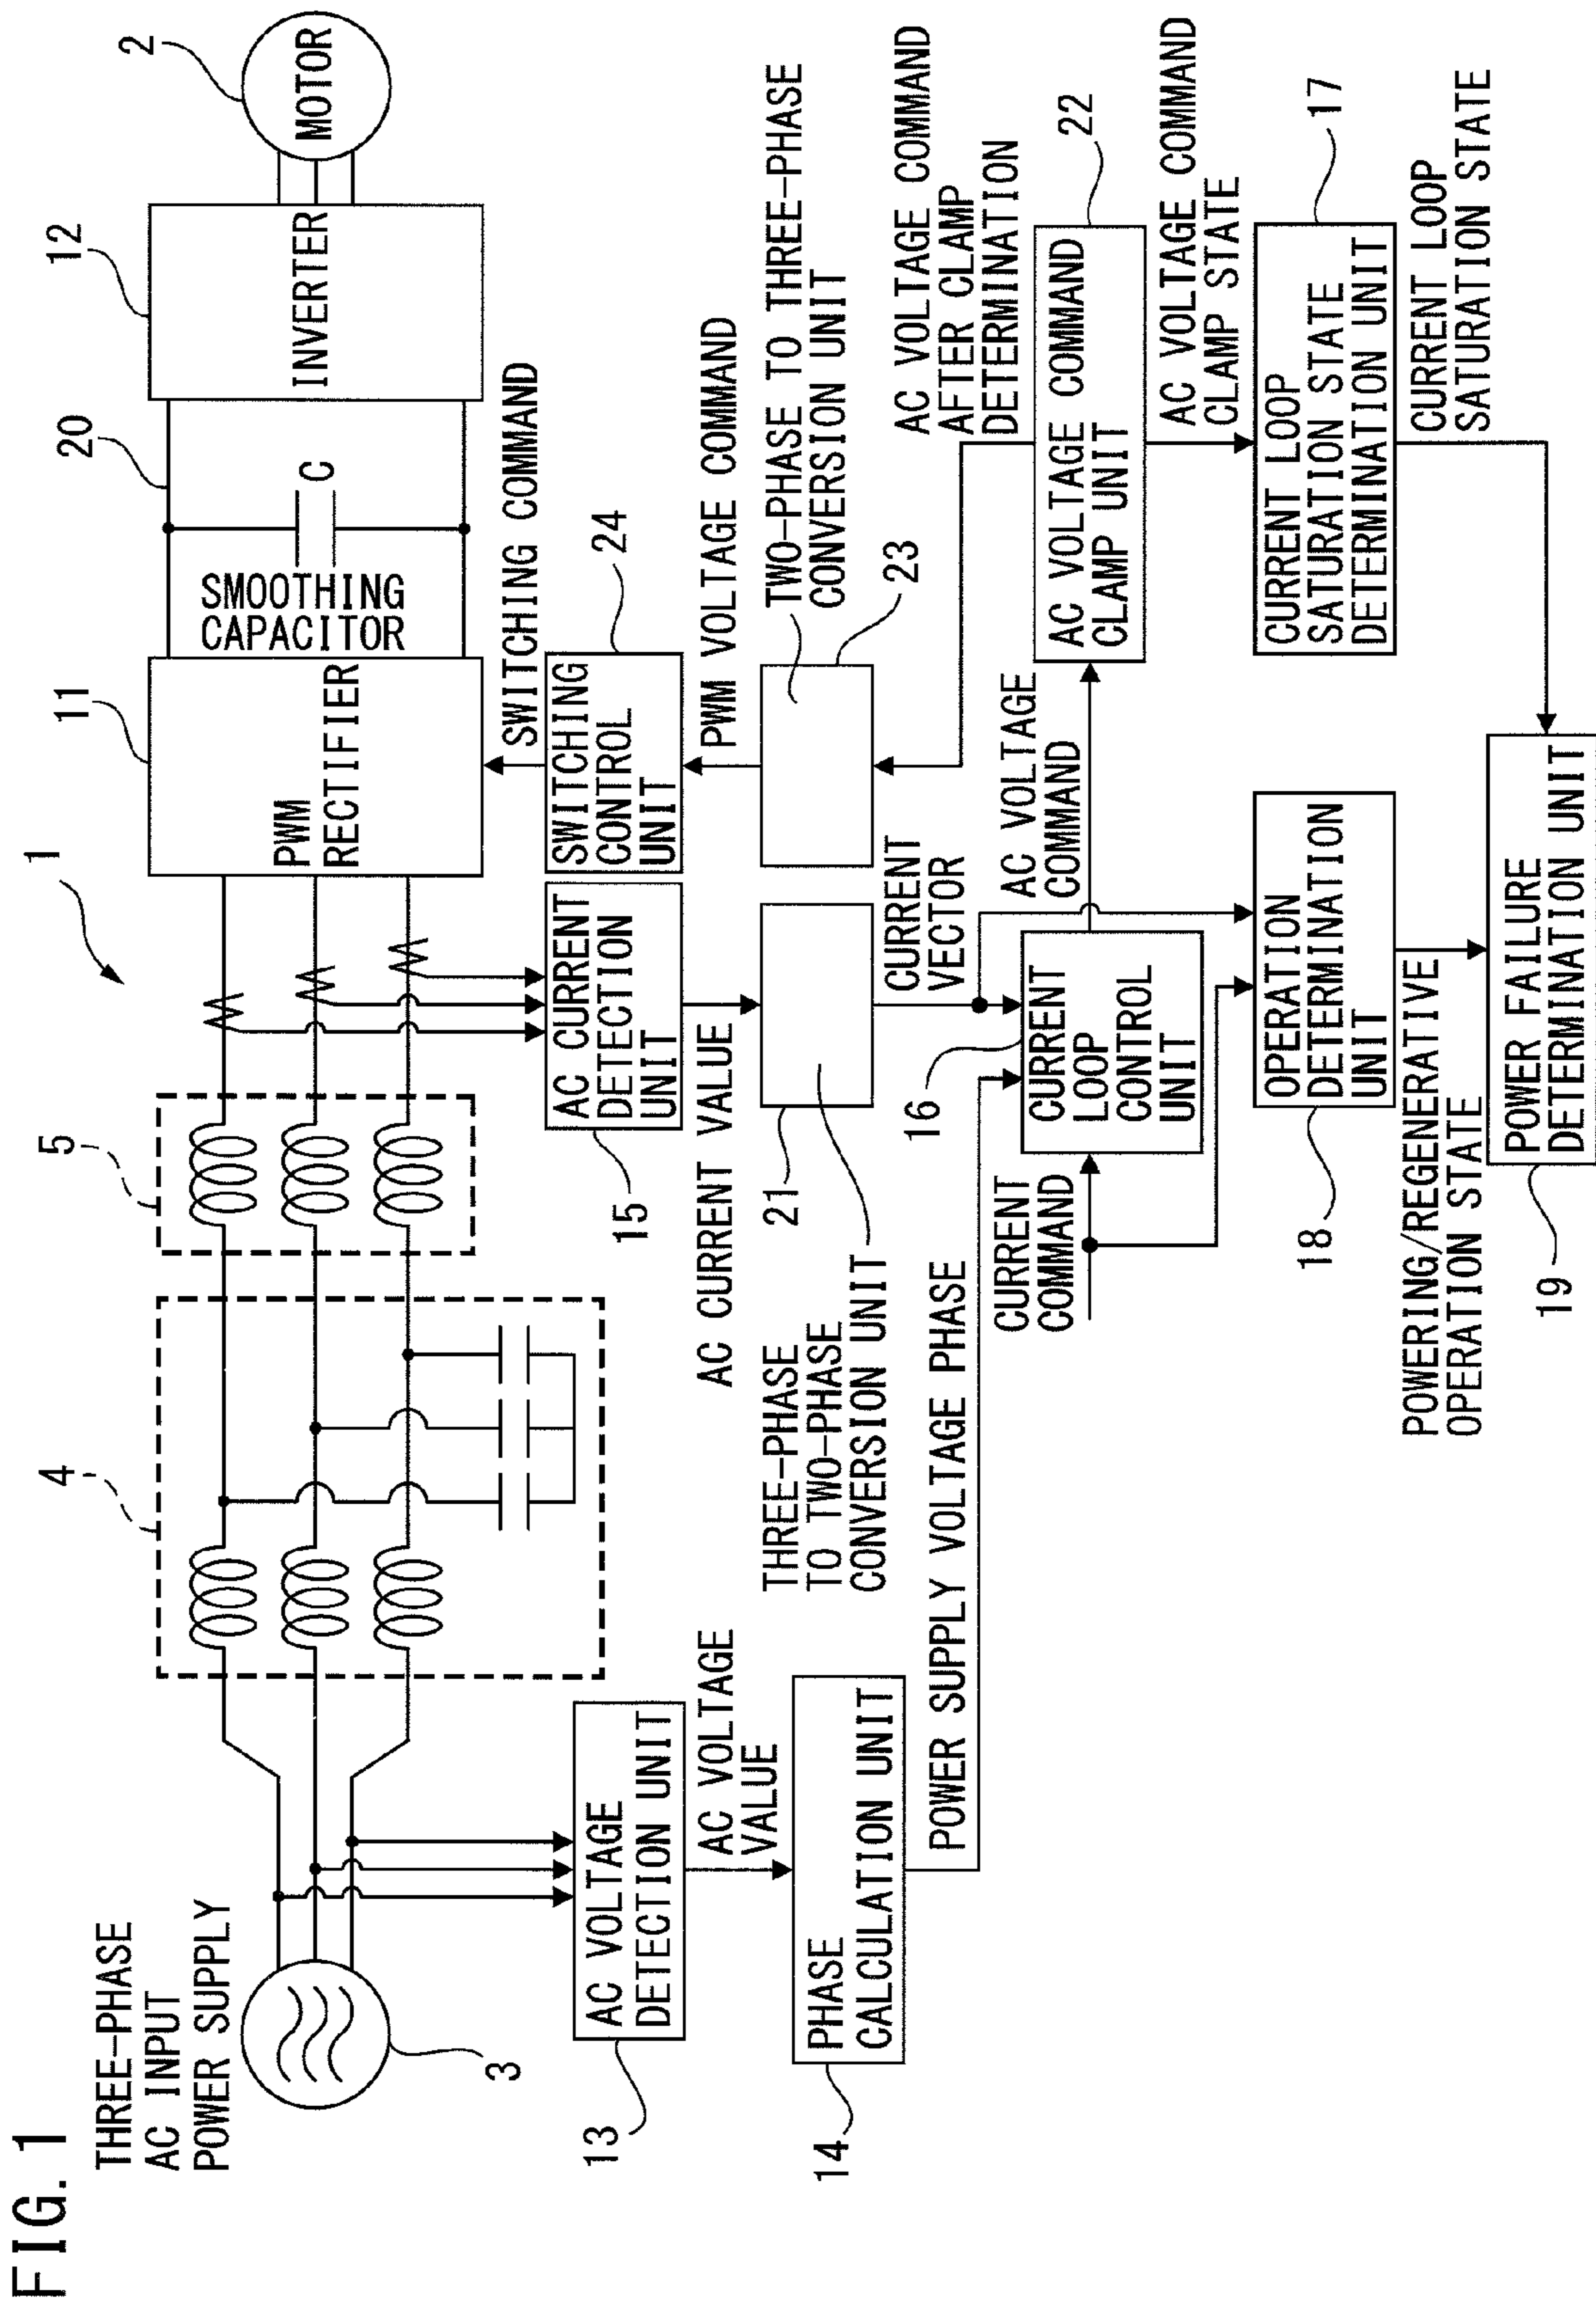 FIG. 1
THREE-PHASE
AC INPUT
POWER SUPPLY
3
4
5
1
11
PWM
RECTIFIER
SMOOTHING
CAPACITOR
C
20
12
INVERTER
2
MOTOR
13
AC VOLTAGE
DETECTION UNIT
AC VOLTAGE
VALUE
14
PHASE
CALCULATION UNIT
POWER SUPPLY VOLTAGE PHASE
15
AC CURRENT
DETECTION
UNIT
AC CURRENT VALUE
21
THREE-PHASE
TO TWO-PHASE
CONVERSION UNIT
CURRENT
VECTOR
SWITCHING COMMAND
24
SWITCHING
CONTROL
UNIT
PWM VOLTAGE COMMAND
TWO-PHASE TO THREE-PHASE
CONVERSION UNIT
23
AC VOLTAGE COMMAND
AFTER CLAMP
DETERMINATION
16
CURRENT
LOOP
CONTROL
UNIT
CURRENT
COMMAND
AC VOLTAGE
COMMAND
22
AC VOLTAGE COMMAND
CLAMP UNIT
AC VOLTAGE COMMAND
CLAMP STATE
17
CURRENT LOOP
SATURATION STATE
DETERMINATION UNIT
CURRENT LOOP
SATURATION STATE
18
OPERATION
DETERMINATION
UNIT
POWERING/REGENERATIVE
OPERATION STATE
19
POWER FAILURE
DETERMINATION UNIT